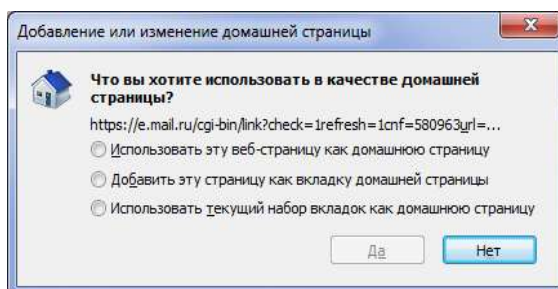 Добавление или изменение домашней страницы
Что вы хотите использовать в качестве домашней
страницы?
https://e.mail.ru/cgi-bin/link?check=1refresh=1cnf=580963url=...
Использовать эту веб-страницу как домашнюю страницу
Добавить эту страницу как вкладку домашней страницы
Использовать текущий набор вкладок как домашнюю страницу
Да
Нет